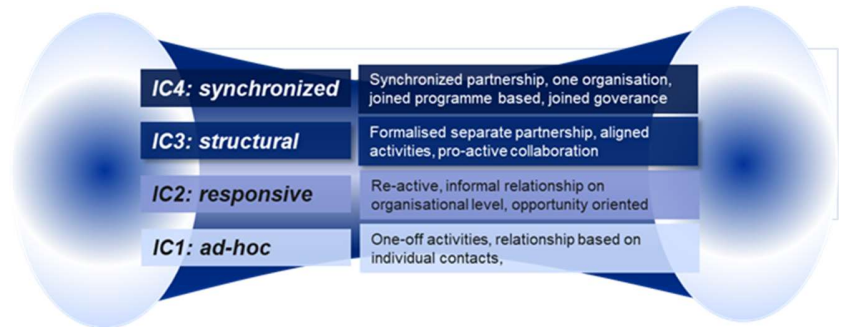 IC4: synchronized
Synchronized partnership, one organisation,
joined programme based, joined goverance
IC3: structural
Formalised separate partnership, aligned
activities, pro-active collaboration
IC2: responsive
Re-active, informal relationship on
organisational level, opportunity oriented
IC1: ad-hoc
One-off activities, relationship based on
individual contacts,